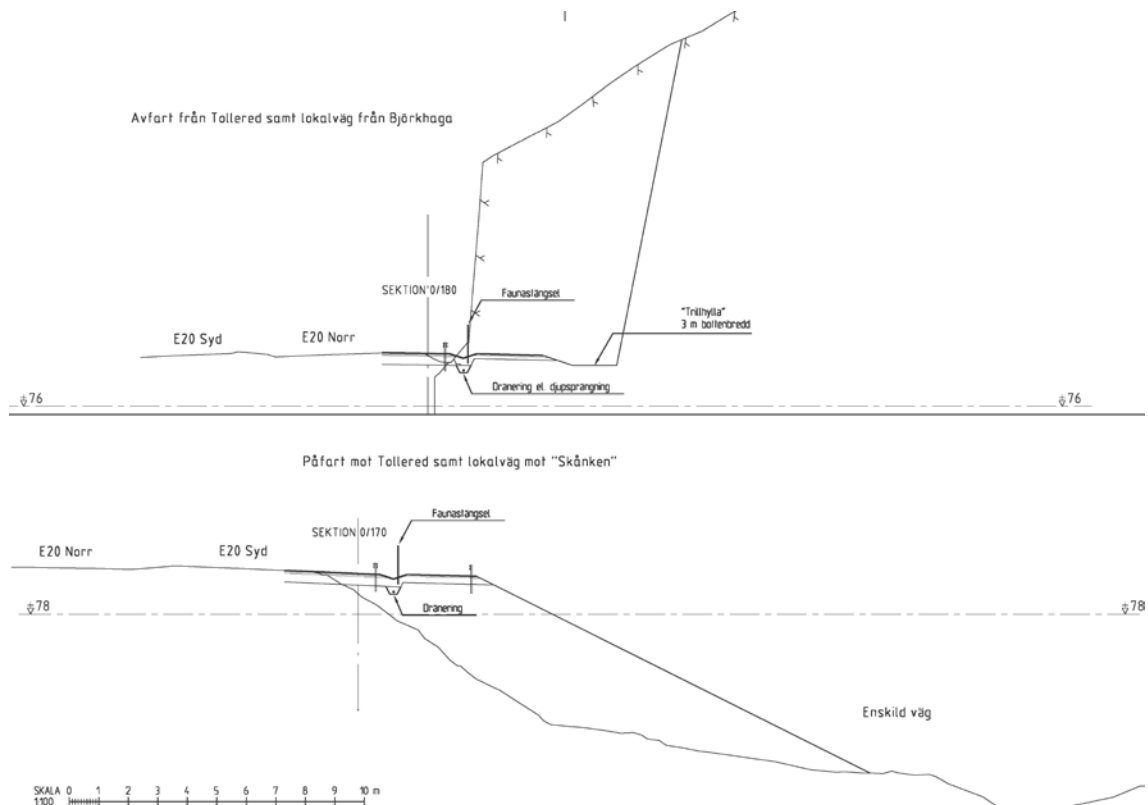 Avfart från Tollered samt lokalväg från Björkhaga
SEKTION 0/180
Faunastängsel
"Trillhylla"
3 m bottenbredd
E20 Syd
E20 Norr
Dränering el. djupsprängning
76
76
Påfart mot Tollered samt lokalväg mot "Skånken"
Faunastängsel
SEKTION 0/170
E20 Norr
E20 Syd
78
78
Dränering
Enskild väg
SKALA 0 1 2 3 4 5 6 7 8 9 10 m
1:100